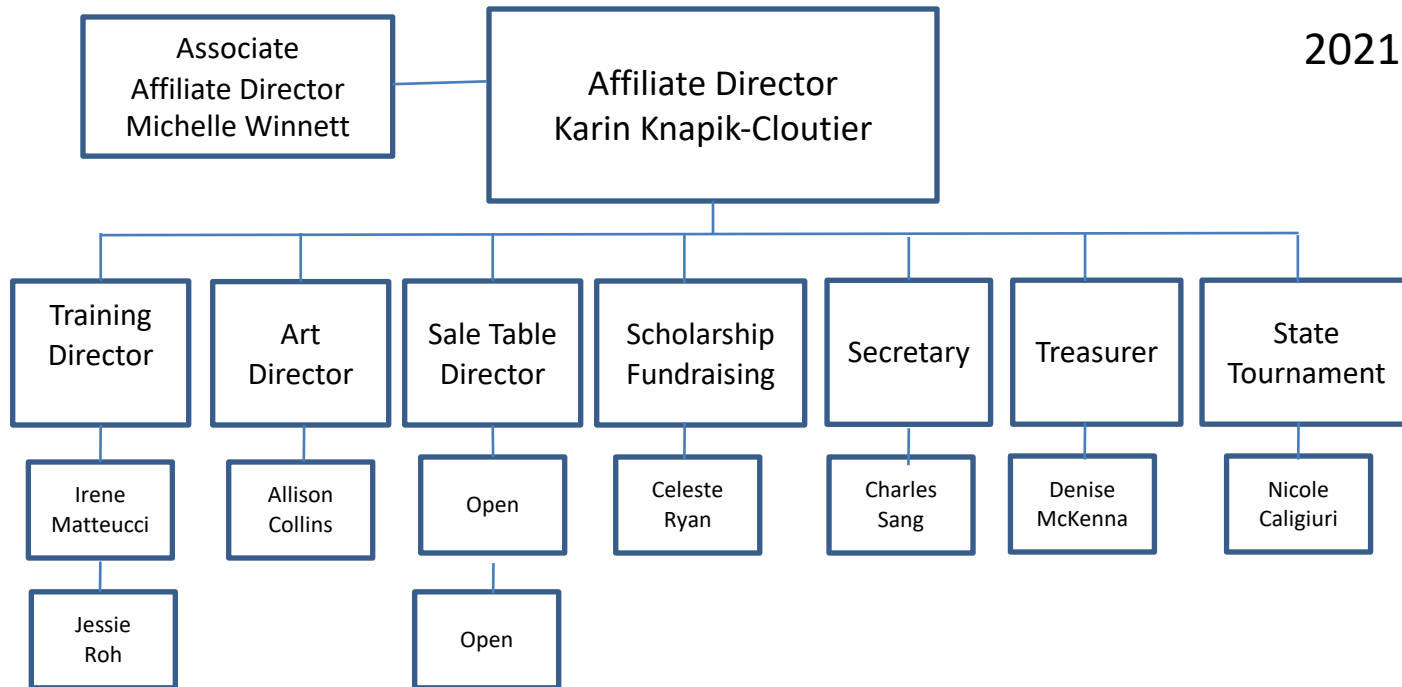 2021
Associate
Affiliate Director
Michelle Winnett
Affiliate Director
Karin Knapik-Cloutier
Training
Director
Art
Director
Sale Table
Director
Scholarship
Fundraising
Secretary
Treasurer
State
Tournament
Irene
Matteucci
Allison
Collins
Open
Celeste
Ryan
Charles
Sang
Denise
McKenna
Nicole
Caligiuri
Jessie
Roh
Open